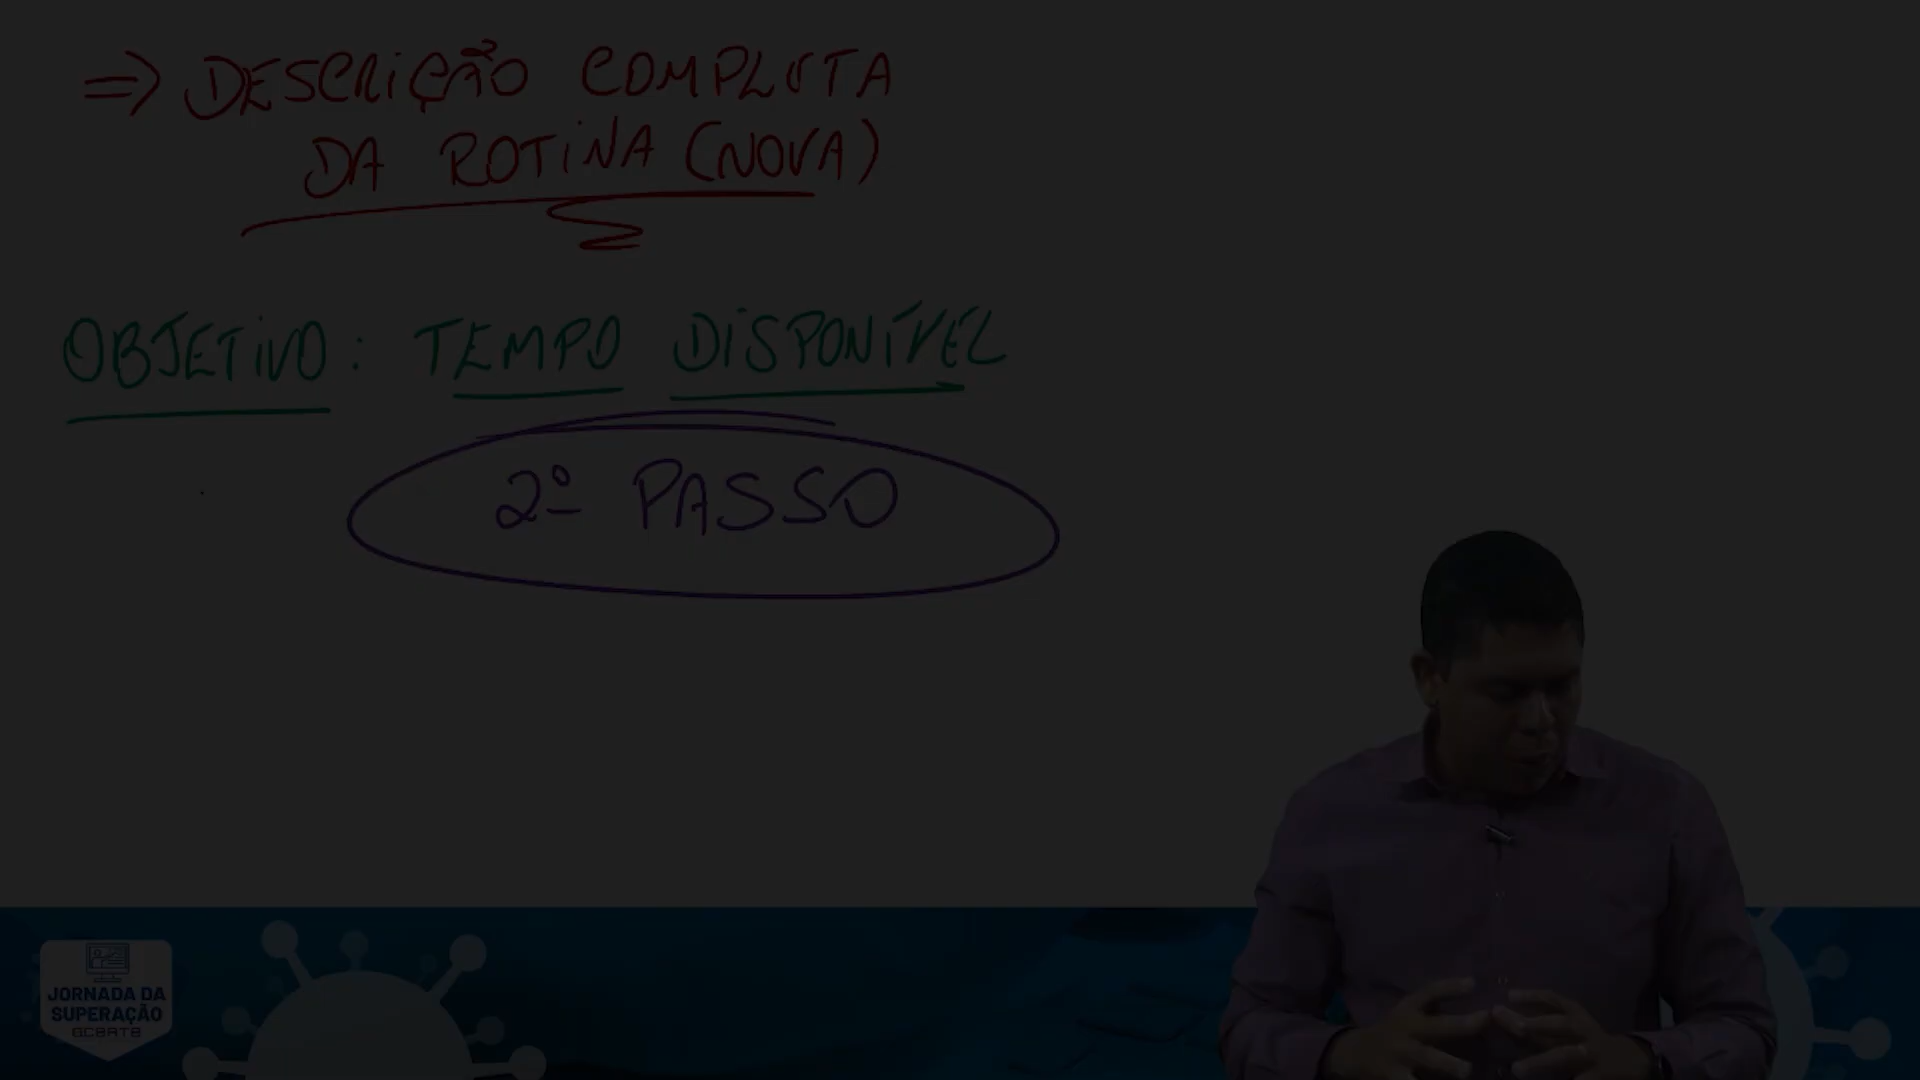 => DESCRIÇÃO COMPLETA
DA ROTINA (NOVA)
OBJETIVO: TEMPO DISPONÍVEL
2º PASSO
JORNADA DA
SUPERAÇÃO